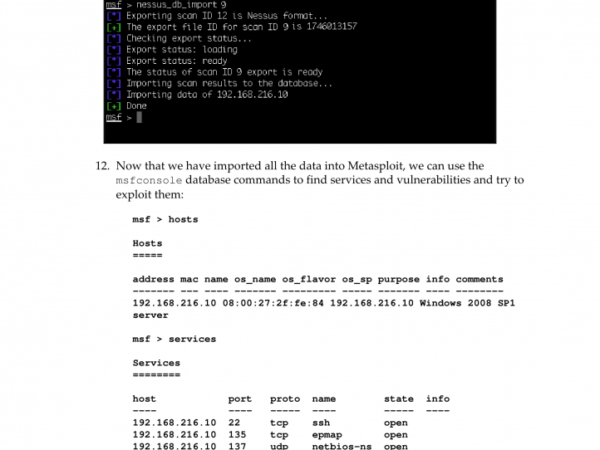 msf > nessus_db_import 9
[*] Exporting scan ID 12 is Nessus format...
[+] The export file ID for scan ID 9 is 1746013157
[*] Checking export status...
[*] Export status: loading
[*] Export status: ready
[*] The status of scan ID 9 export is ready
[*] Importing scan results to the database...
[*] Importing data of 192.168.216.10
[+] Done
msf >
12. Now that we have imported all the data into Metasploit, we can use the
msfconsole database commands to find services and vulnerabilities and try to
exploit them:
msf > hosts
Hosts
=====
address mac name os_name os_flavor os_sp purpose info comments
------- --- ---- ------- --------- ----- ------- ---- --------
192.168.216.10 08:00:27:2f:fe:84 192.168.216.10 Windows 2008 SP1
server
msf > services
Services
========
host port proto name state info
---- ---- ----- ---- ----- ----
192.168.216.10 22 tcp ssh open
192.168.216.10 135 tcp epmap open
192.168.216.10 137 udp netbios-ns open